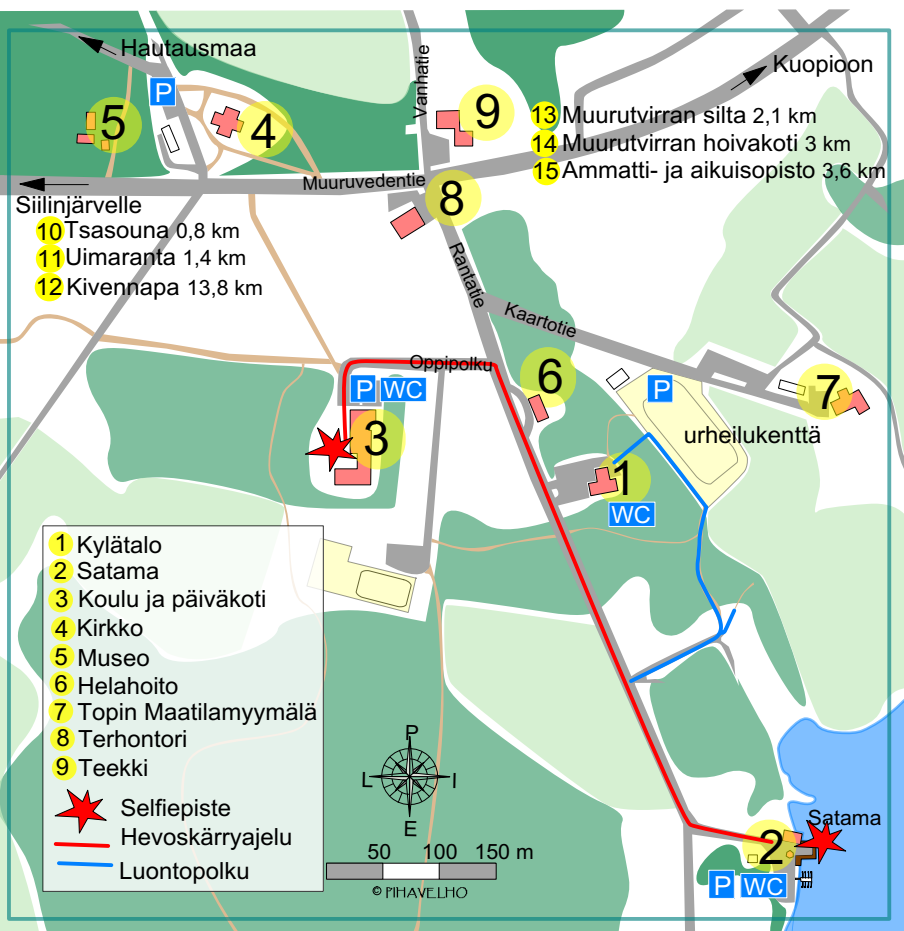 Hautausmaa
Vanhatie
Kuopioon
P
5
4
9
13 Muurutvirran silta 2,1 km
14 Muurutvirran hoivakoti 3 km
15 Ammatti- ja aikuisopisto 3,6 km
Muuruvedentie
8
Siilinjärvelle
10 Tsasouna 0,8 km
11 Uimaranta 1,4 km
12 Kivennapa 13,8 km
Rantatie
Kaartotie
Oppipolku
P WC
6
P
7
3
urheilukenttä
1
WC
1 Kylätalo
2 Satama
3 Koulu ja päiväkoti
4 Kirkko
5 Museo
6 Helahoito
7 Topin Maatilamyymälä
8 Terhontori
9 Teekki
Selfiepiste
Hevoskärryajelu
Luontopolku
P
L I
E
50 100 150 m
© PIHAVELHO
Satama
2
P WC